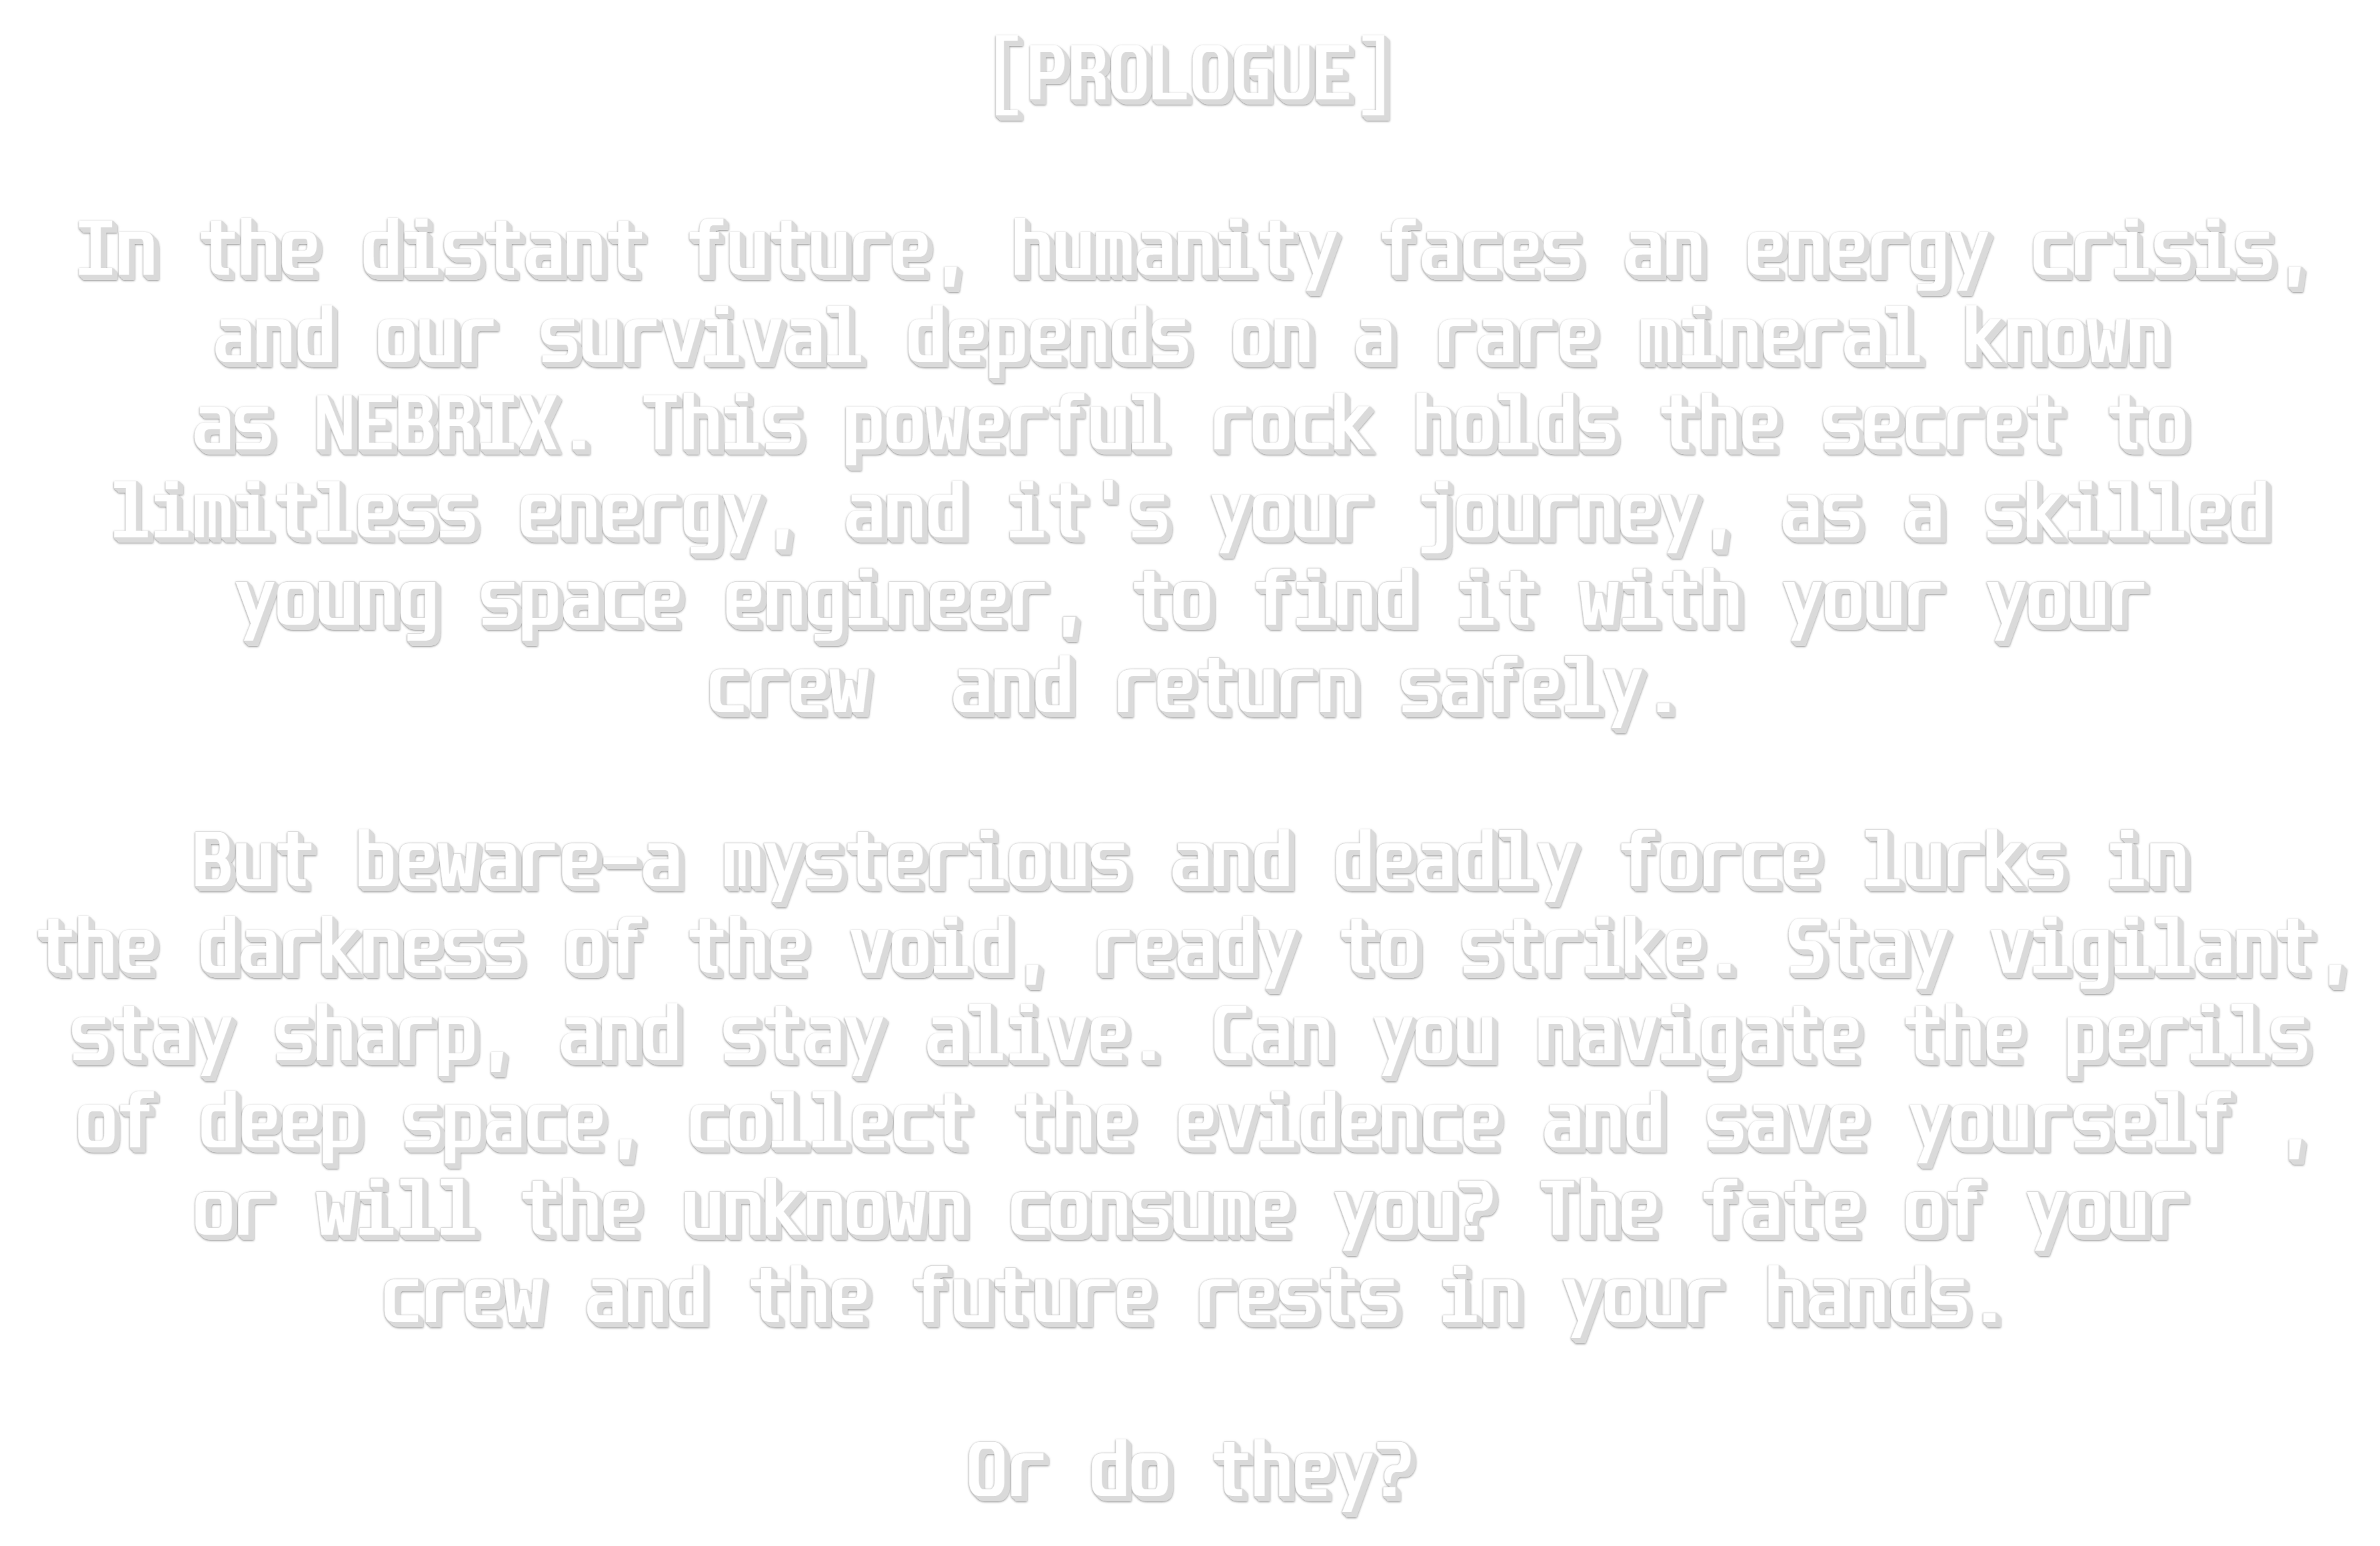 [PROLOGUE]
In the distant future, humanity faces an energy crisis,
and our survival depends on a rare mineral known
as NEBRIX. This powerful rock holds the secret to
limitless energy, and it's your journey, as a skilled
young space engineer, to find it with your your
crew  and return safely.
But beware-a mysterious and deadly force lurks in
the darkness of the void, ready to strike. Stay vigilant,
stay sharp, and stay alive. Can you navigate the perils
of deep space, collect the evidence and save yourself ,
or will the unknown consume you? The fate of your
crew and the future rests in your hands.
Or do they?